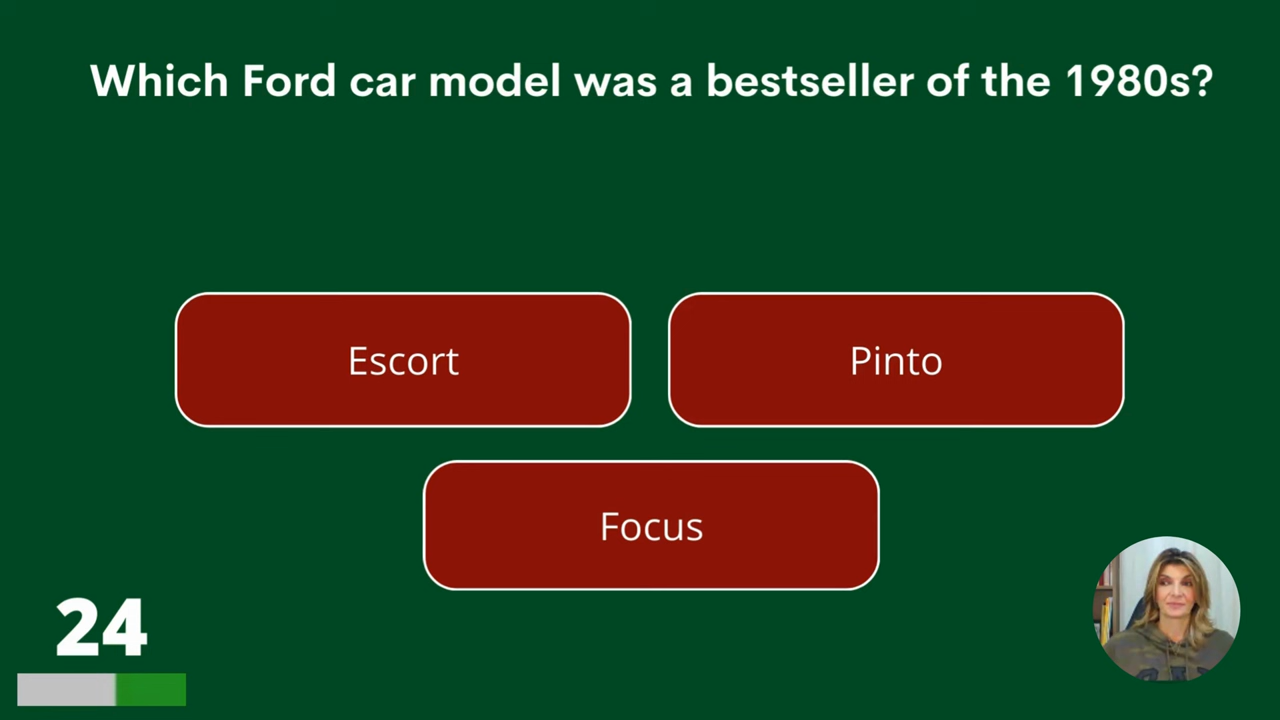 Which Ford car model was a bestseller of the 1980s?
Escort
Pinto
Focus
24